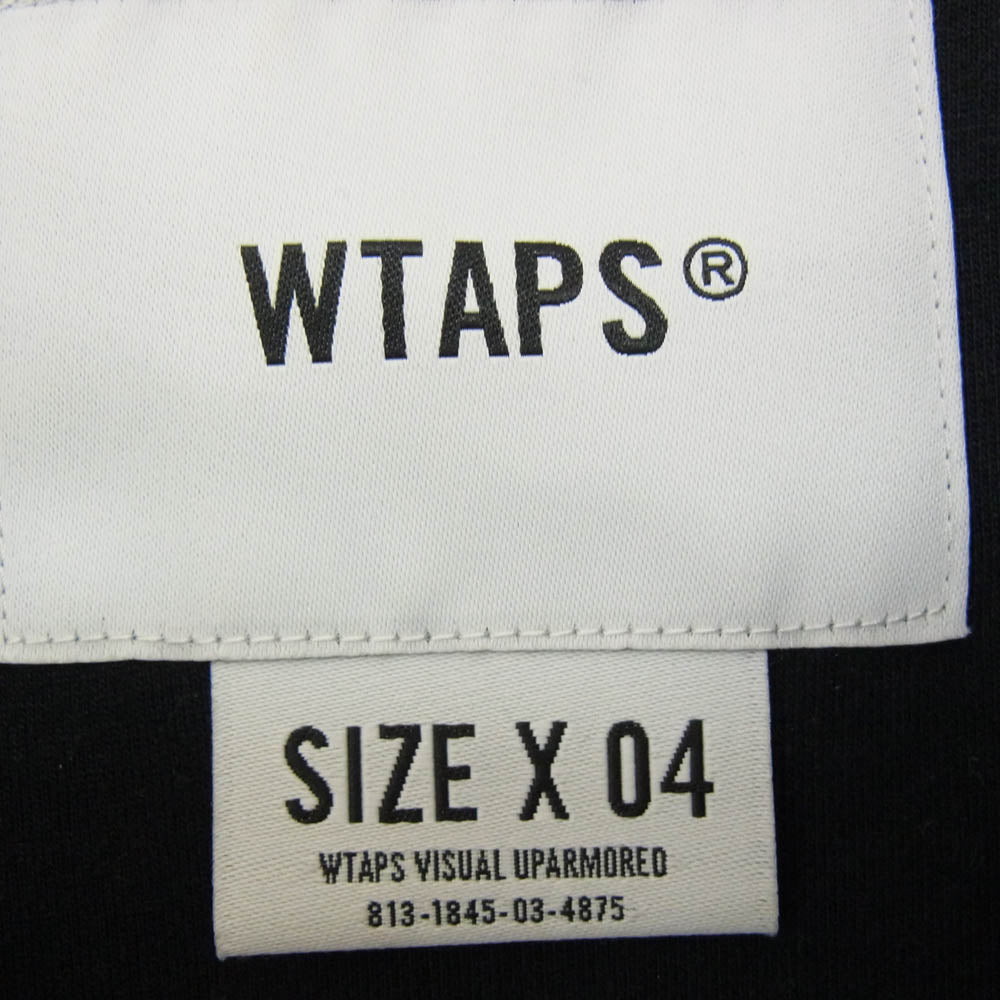 WTAPS®
SIZE X 04
WTAPS VISUAL UPARMORED
813-1845-03-4875